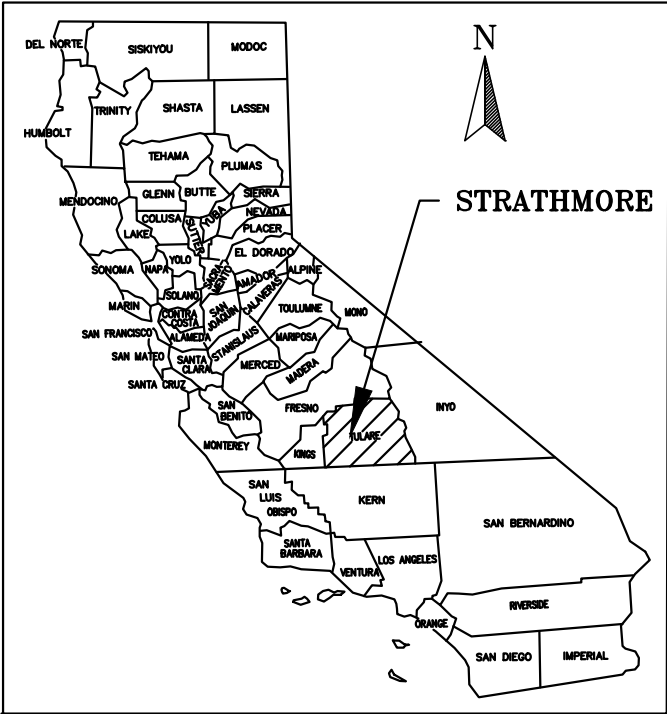 N
STRATHMORE
DEL NORTE
SISKIYOU
MODOC
HUMBOLT
TRINITY
SHASTA
LASSEN
TEHAMA
PLUMAS
MENDOCINO
GLENN
BUTTE
SIERRA
COLUSA
YUBA
NEVADA
LAKE
SUTTER
PLACER
SONOMA
NAPA
YOLO
EL DORADO
SACRA-
MENTO
AMADOR
ALPINE
SOLANO
CALAVERAS
MARIN
CONTRA
COSTA
SAN
JOAQUIN
TOULUMNE
MONO
SAN FRANCISCO
ALAMEDA
STANISLAUS
MARIPOSA
SAN MATEO
SANTA
CLARA
MERCED
MADERA
SANTA CRUZ
SAN
BENITO
FRESNO
INYO
MONTEREY
KINGS
TULARE
SAN
LUIS
OBISPO
KERN
SAN BERNARDINO
SANTA
BARBARA
VENTURA
LOS ANGELES
ORANGE
RIVERSIDE
SAN DIEGO
IMPERIAL